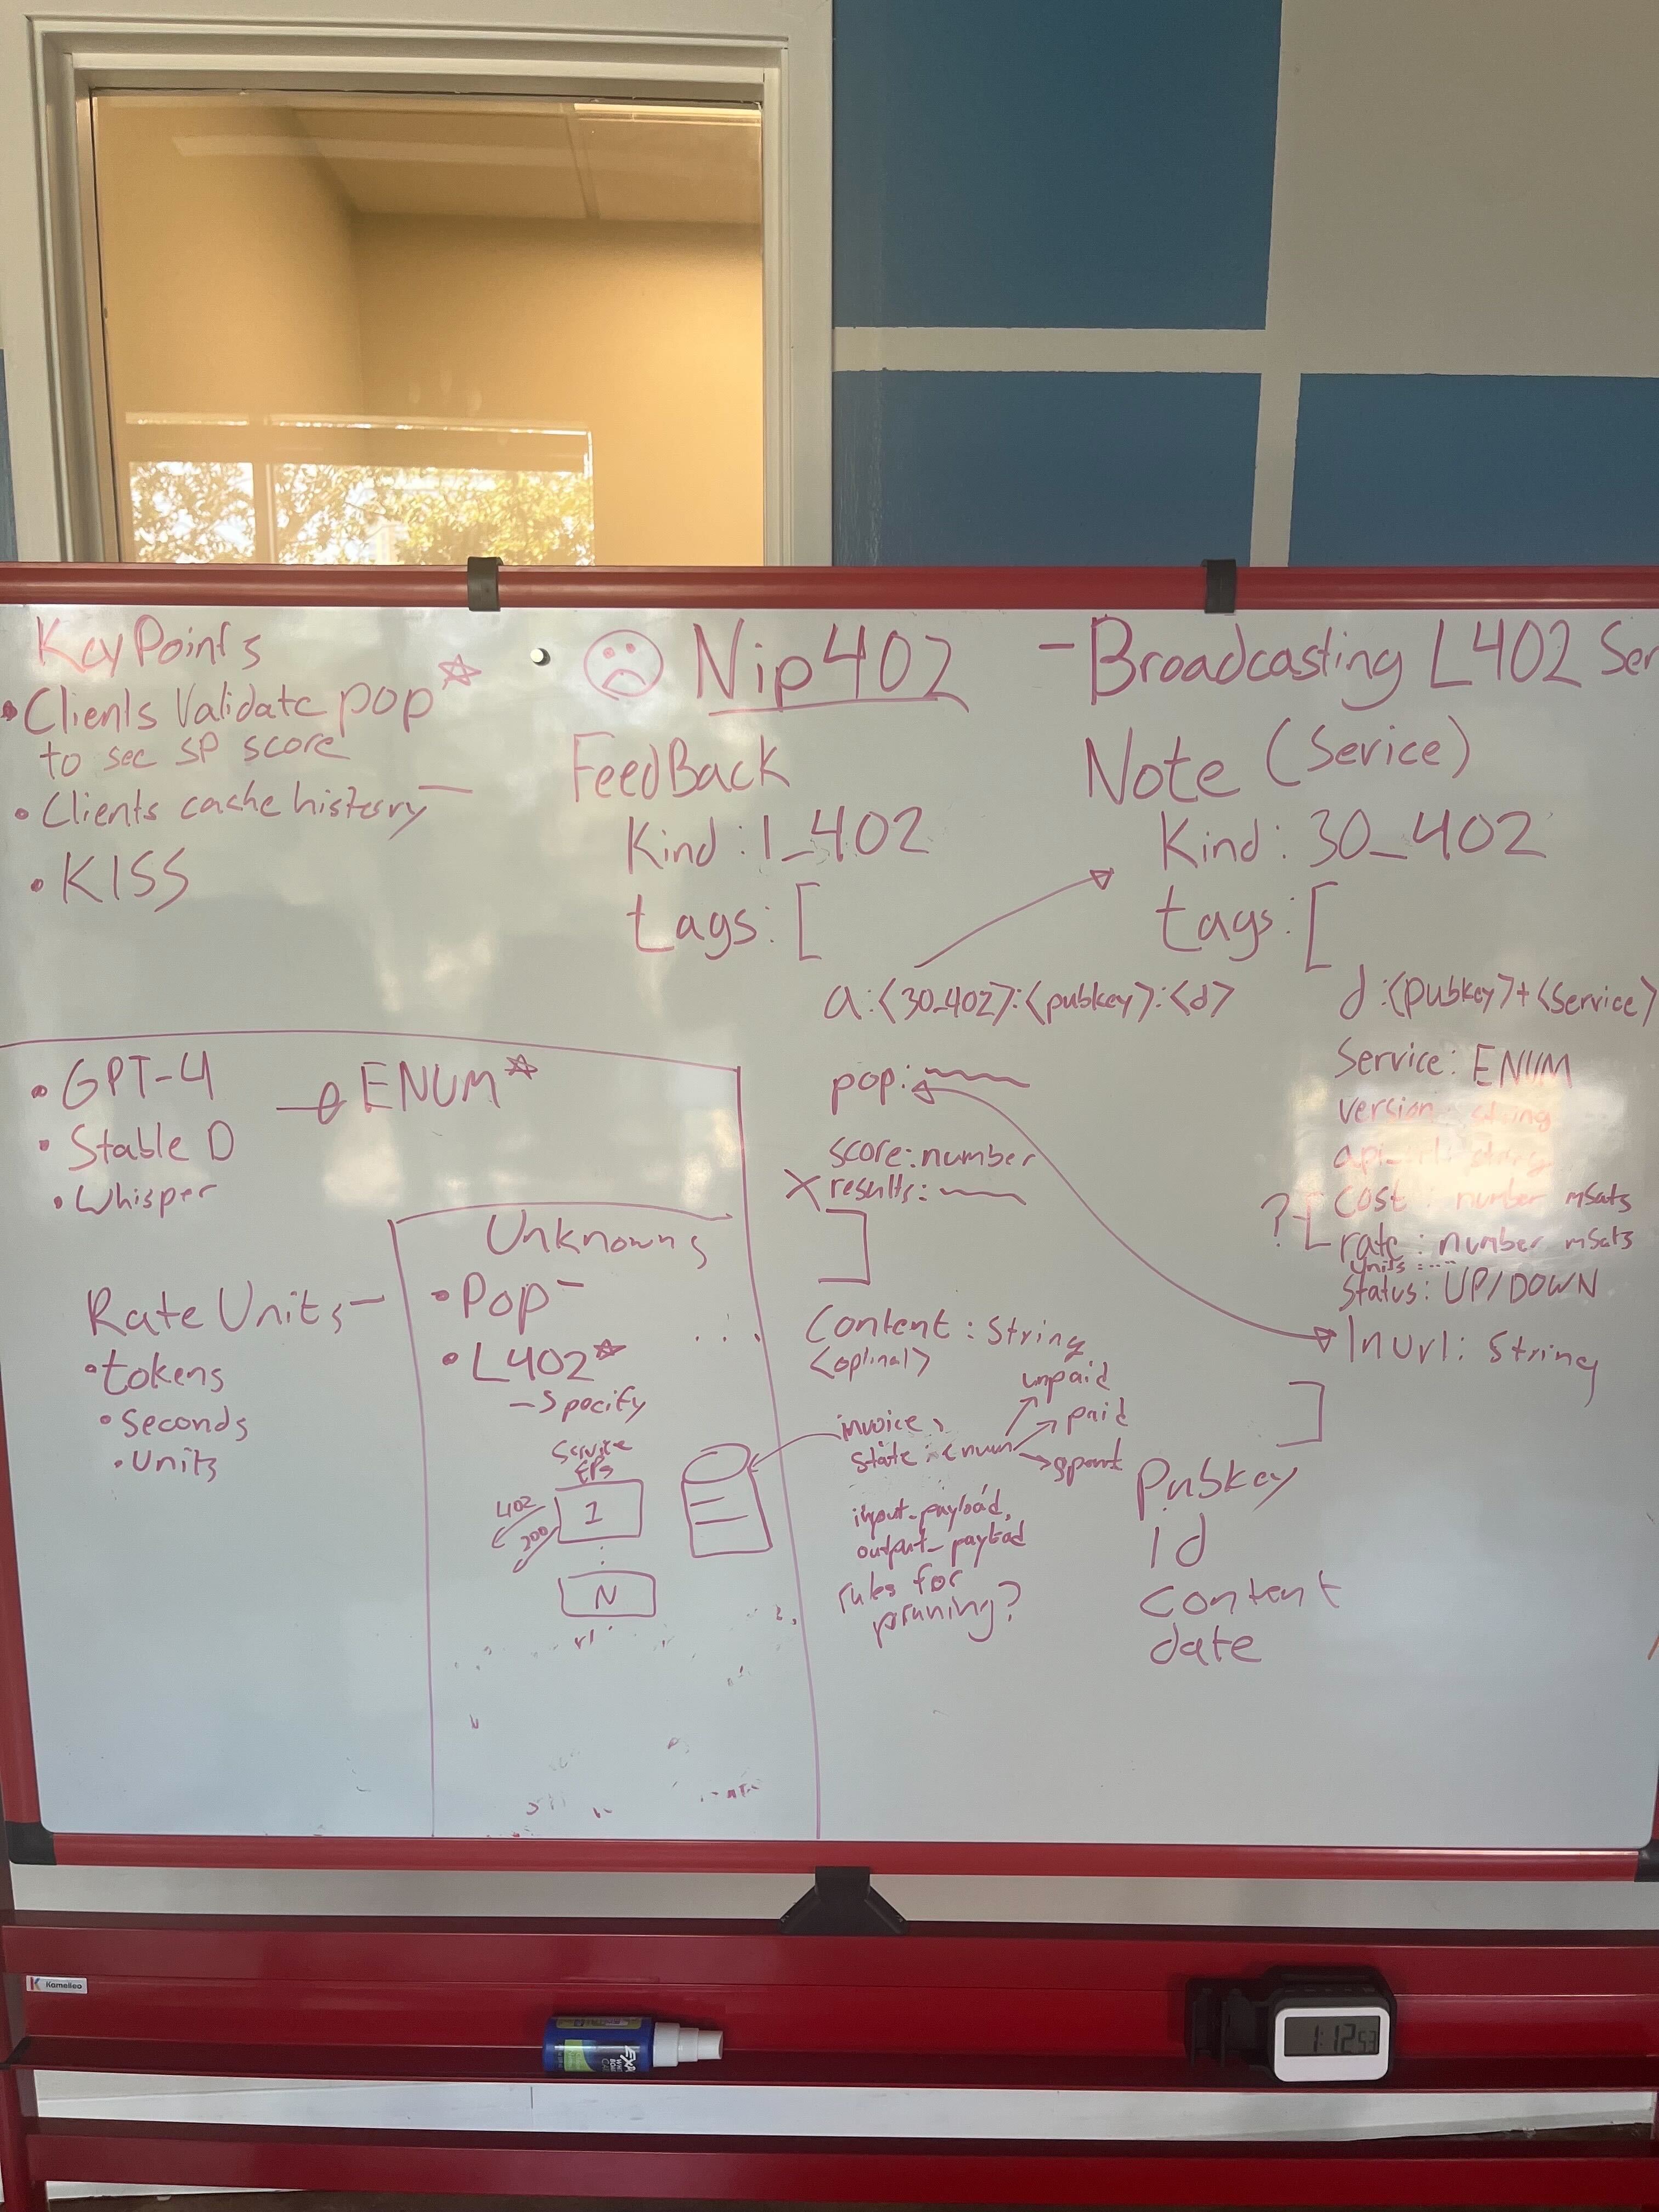 Key Points
• Clients Validate pop
to see SP score
• Clients cache history
• KISS
Nip402
- Broadcasting L402 Ser
FeedBack
Kind: 1_402
tags: [
a:<30_402>:<pubkey>:<d>
pop:
score: number
X results:
]
Content: String
<optinal>
Note (Service)
Kind: 30_402
tags: [
d:<pubkey>+<Service>
Service: ENUM
version: string
api_url: string
? [ Cost: number mSats
rate: number mSats
units: ---
Status: UP/DOWN
lnurl: String
]
Pubkey
Id
Content
date
• GPT-4
→ ENUM
• Stable D
• Whisper
Rate Units -
• tokens
• Seconds
• Units
Unknowns
• Pop -
• L402
- Specify
Service
EPs
402
200
1
N
invoice,
state: enum
unpaid
paid
spent
input_payload,
output_payload
rules for
pruning?
Kamelleo
EXPO
1:12 53